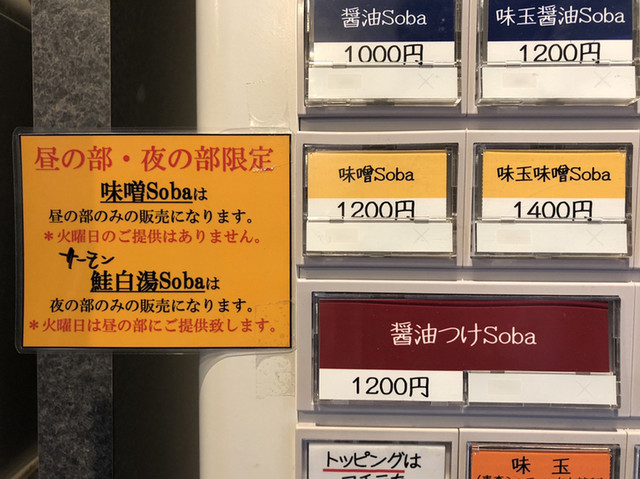 昼の部・夜の部限定
味噌Sobaは
昼の部のみの販売になります。
＊火曜日のご提供はありません。
サーモン
鮭白湯Sobaは
夜の部のみの販売になります。
＊火曜日は昼の部にご提供致します。
醤油Soba
1000円
味玉醤油Soba
1200円
味噌Soba
1200円
味玉味噌Soba
1400円
醤油つけSoba
1200円
トッピングは
味玉